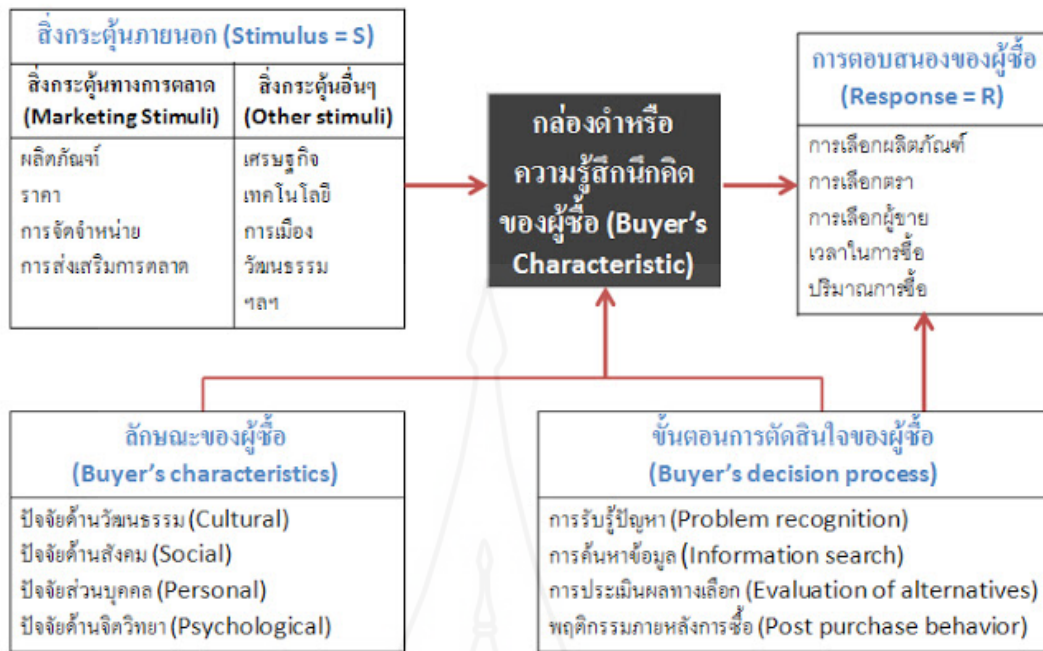 สิ่งกระตุ้นภายนอก (Stimulus = S)
สิ่งกระตุ้นทางการตลาด
(Marketing Stimuli)
ผลิตภัณฑ์
ราคา
การจัดจำหน่าย
การส่งเสริมการตลาด
สิ่งกระตุ้นอื่นๆ
(Other stimuli)
เศรษฐกิจ
เทคโนโลยี
การเมือง
วัฒนธรรม
ฯลฯ
กล่องดำหรือ
ความรู้สึกนึกคิด
ของผู้ซื้อ (Buyer’s
Characteristic)
การตอบสนองของผู้ซื้อ
(Response = R)
การเลือกผลิตภัณฑ์
การเลือกตรา
การเลือกผู้ขาย
เวลาในการซื้อ
ปริมาณการซื้อ
ลักษณะของผู้ซื้อ
(Buyer’s characteristics)
ปัจจัยด้านวัฒนธรรม (Cultural)
ปัจจัยด้านสังคม (Social)
ปัจจัยส่วนบุคคล (Personal)
ปัจจัยด้านจิตวิทยา (Psychological)
ขั้นตอนการตัดสินใจของผู้ซื้อ
(Buyer’s decision process)
การรับรู้ปัญหา (Problem recognition)
การค้นหาข้อมูล (Information search)
การประเมินผลทางเลือก (Evaluation of alternatives)
พฤติกรรมภายหลังการซื้อ (Post purchase behavior)